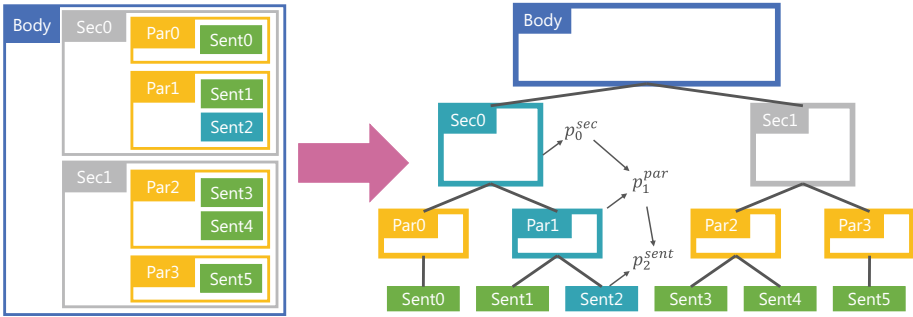 Body
Sec0
Par0
Sent0
Par1
Sent1
Sent2
Sec1
Par2
Sent3
Sent4
Par3
Sent5
Body
Sec0
Sec1
p_0^{sec}
p_1^{par}
Par0
Par1
Par2
Par3
p_2^{sent}
Sent0
Sent1
Sent2
Sent3
Sent4
Sent5